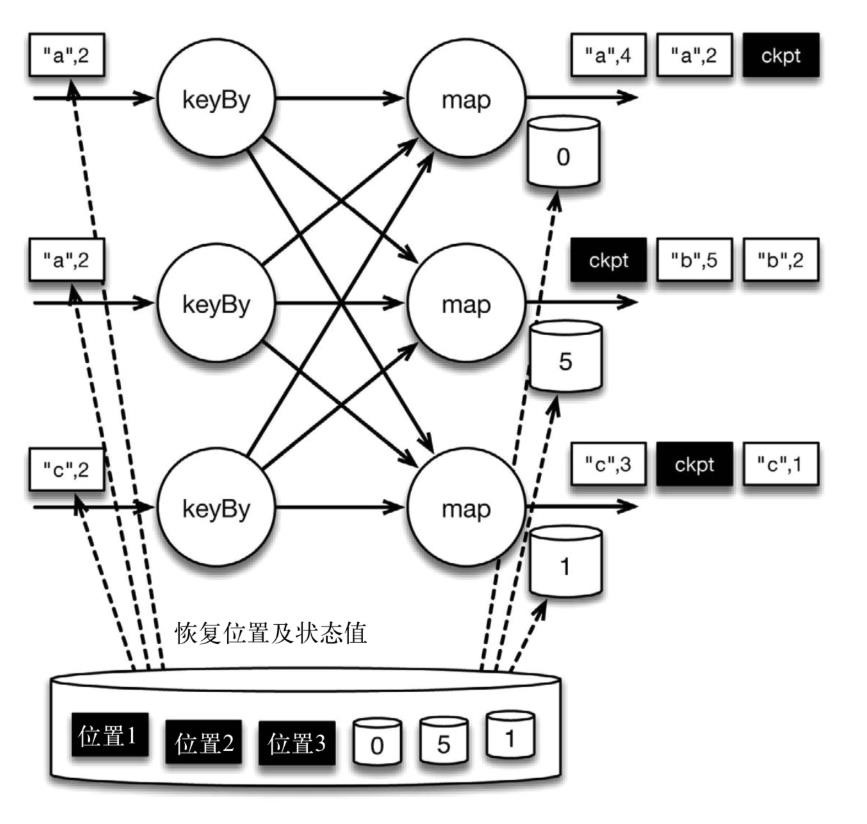 "a",2
keyBy
map
"a",4 "a",2 ckpt
0
"a",2
keyBy
map
ckpt "b",5 "b",2
5
"c",2
keyBy
map
"c",3 ckpt "c",1
1
恢复位置及状态值
位置1 位置2 位置3 0 5 1